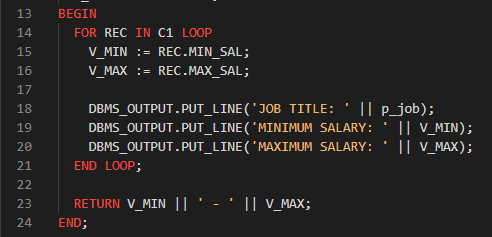 13 BEGIN
14 FOR REC IN C1 LOOP
15 V_MIN := REC.MIN_SAL;
16 V_MAX := REC.MAX_SAL;
17
18 DBMS_OUTPUT.PUT_LINE('JOB TITLE: ' || p_job);
19 DBMS_OUTPUT.PUT_LINE('MINIMUM SALARY: ' || V_MIN);
20 DBMS_OUTPUT.PUT_LINE('MAXIMUM SALARY: ' || V_MAX);
21 END LOOP;
22
23 RETURN V_MIN || ' - ' || V_MAX;
24 END;